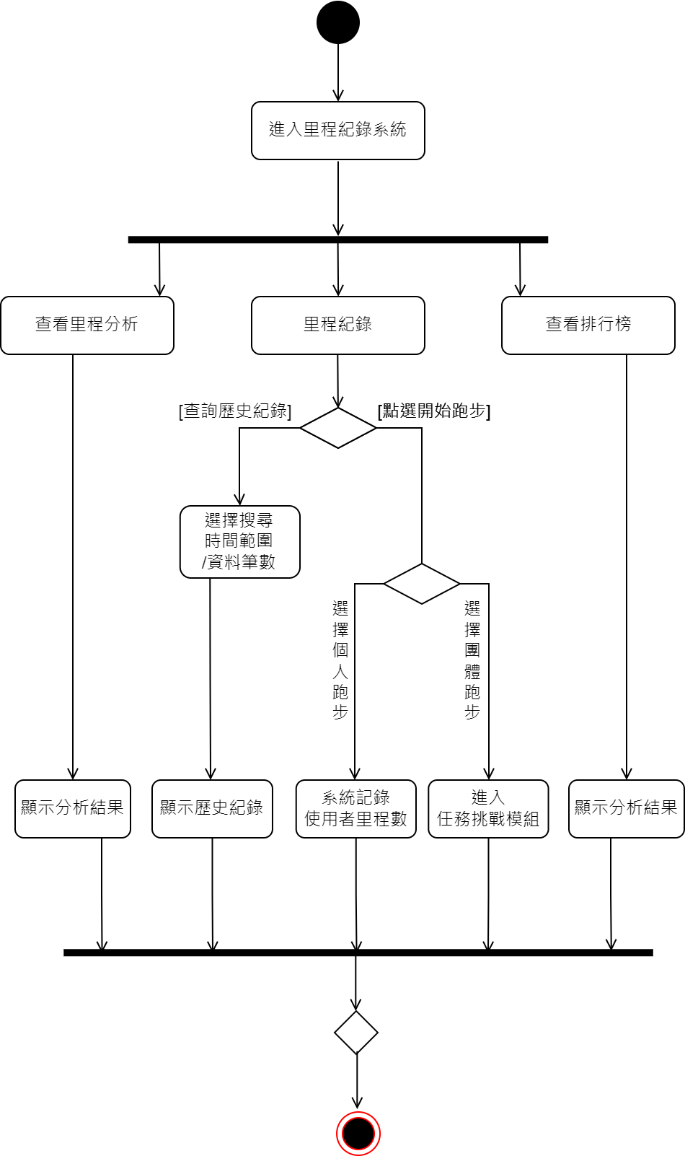 進入里程紀錄系統
查看里程分析
里程紀錄
查看排行榜
[查詢歷史紀錄]
[點選開始跑步]
選擇搜尋
時間範圍
/資料筆數
選擇個人跑步
選擇團體跑步
顯示分析結果
顯示歷史紀錄
系統記錄
使用者里程數
進入
任務挑戰模組
顯示分析結果